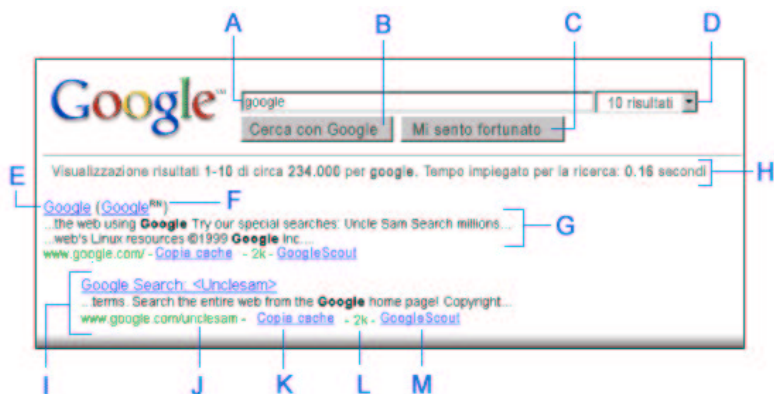 A B C D
Google™
google 10 risultati
Cerca con Google Mi sento fortunato
Visualizzazione risultati 1-10 di circa 234.000 per google. Tempo impiegato per la ricerca: 0.16 secondi
H
E
F
Google (GoogleRN)
...the web using Google Try our special searches: Uncle Sam Search millions...
G
...web's Linux resources ©1999 Google Inc....
www.google.com/ - Copia cache - 2k - GoogleScout
Google Search: <Unclesam>
...terms. Search the entire web from the Google home page! Copyright...
www.google.com/unclesam - Copia cache - 2k - GoogleScout
I J K L M